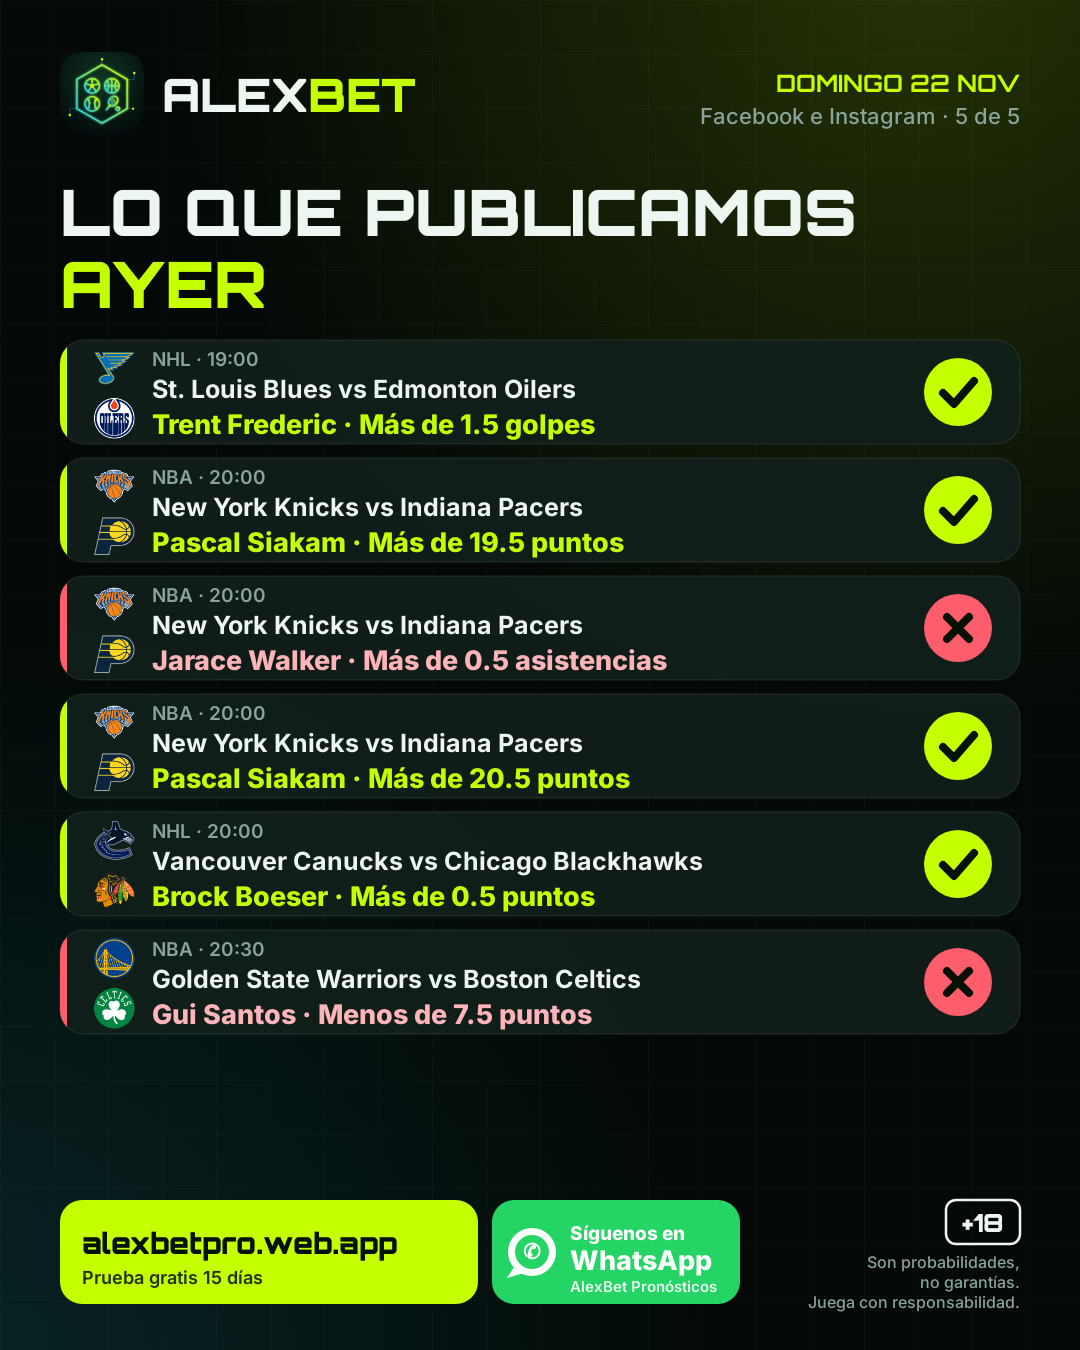 ALEXBET
DOMINGO 22 NOV
Facebook e Instagram · 5 de 5
LO QUE PUBLICAMOS
AYER
NHL · 19:00
St. Louis Blues vs Edmonton Oilers
OILERS
Trent Frederic · Más de 1.5 golpes
NBA · 20:00
KNICKS
New York Knicks vs Indiana Pacers
Pascal Siakam · Más de 19.5 puntos
NBA · 20:00
KNICKS
New York Knicks vs Indiana Pacers
Jarace Walker · Más de 0.5 asistencias
NBA · 20:00
KNICKS
New York Knicks vs Indiana Pacers
Pascal Siakam · Más de 20.5 puntos
NHL · 20:00
Vancouver Canucks vs Chicago Blackhawks
Brock Boeser · Más de 0.5 puntos
NBA · 20:30
Golden State Warriors vs Boston Celtics
CELTICS
Gui Santos · Menos de 7.5 puntos
alexbetpro.web.app
Prueba gratis 15 días
Síguenos en
WhatsApp
AlexBet Pronósticos
+18
Son probabilidades,
no garantías.
Juega con responsabilidad.